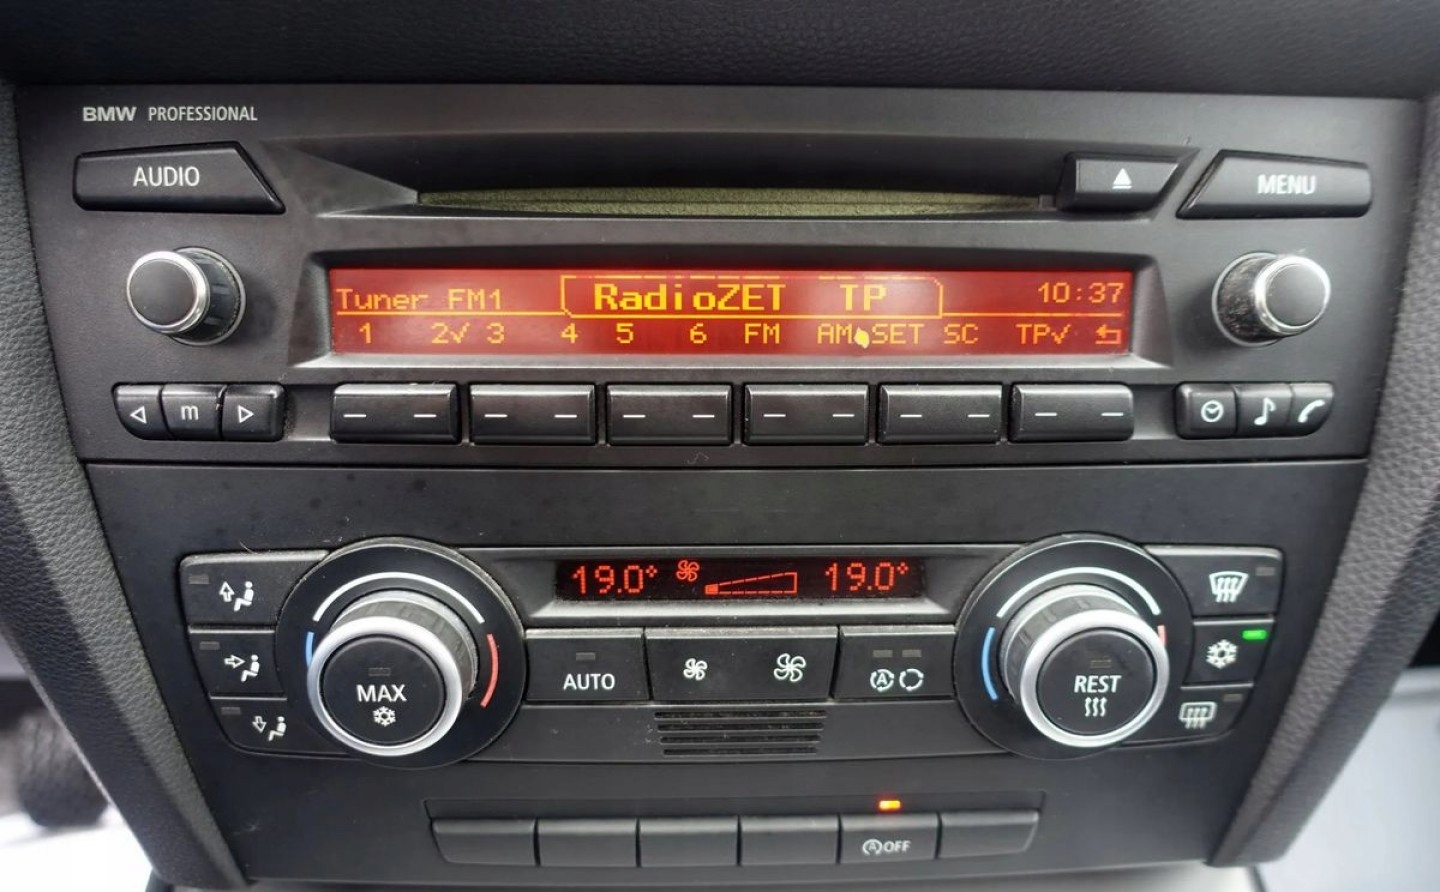 BMW PROFESSIONAL
AUDIO
MENU
Tuner FM1 RadioZET TP 10:37
1 2√ 3 4 5 6 FM AM SET SC TP√
m
19.0° 19.0°
MAX
AUTO
A
REST
A OFF